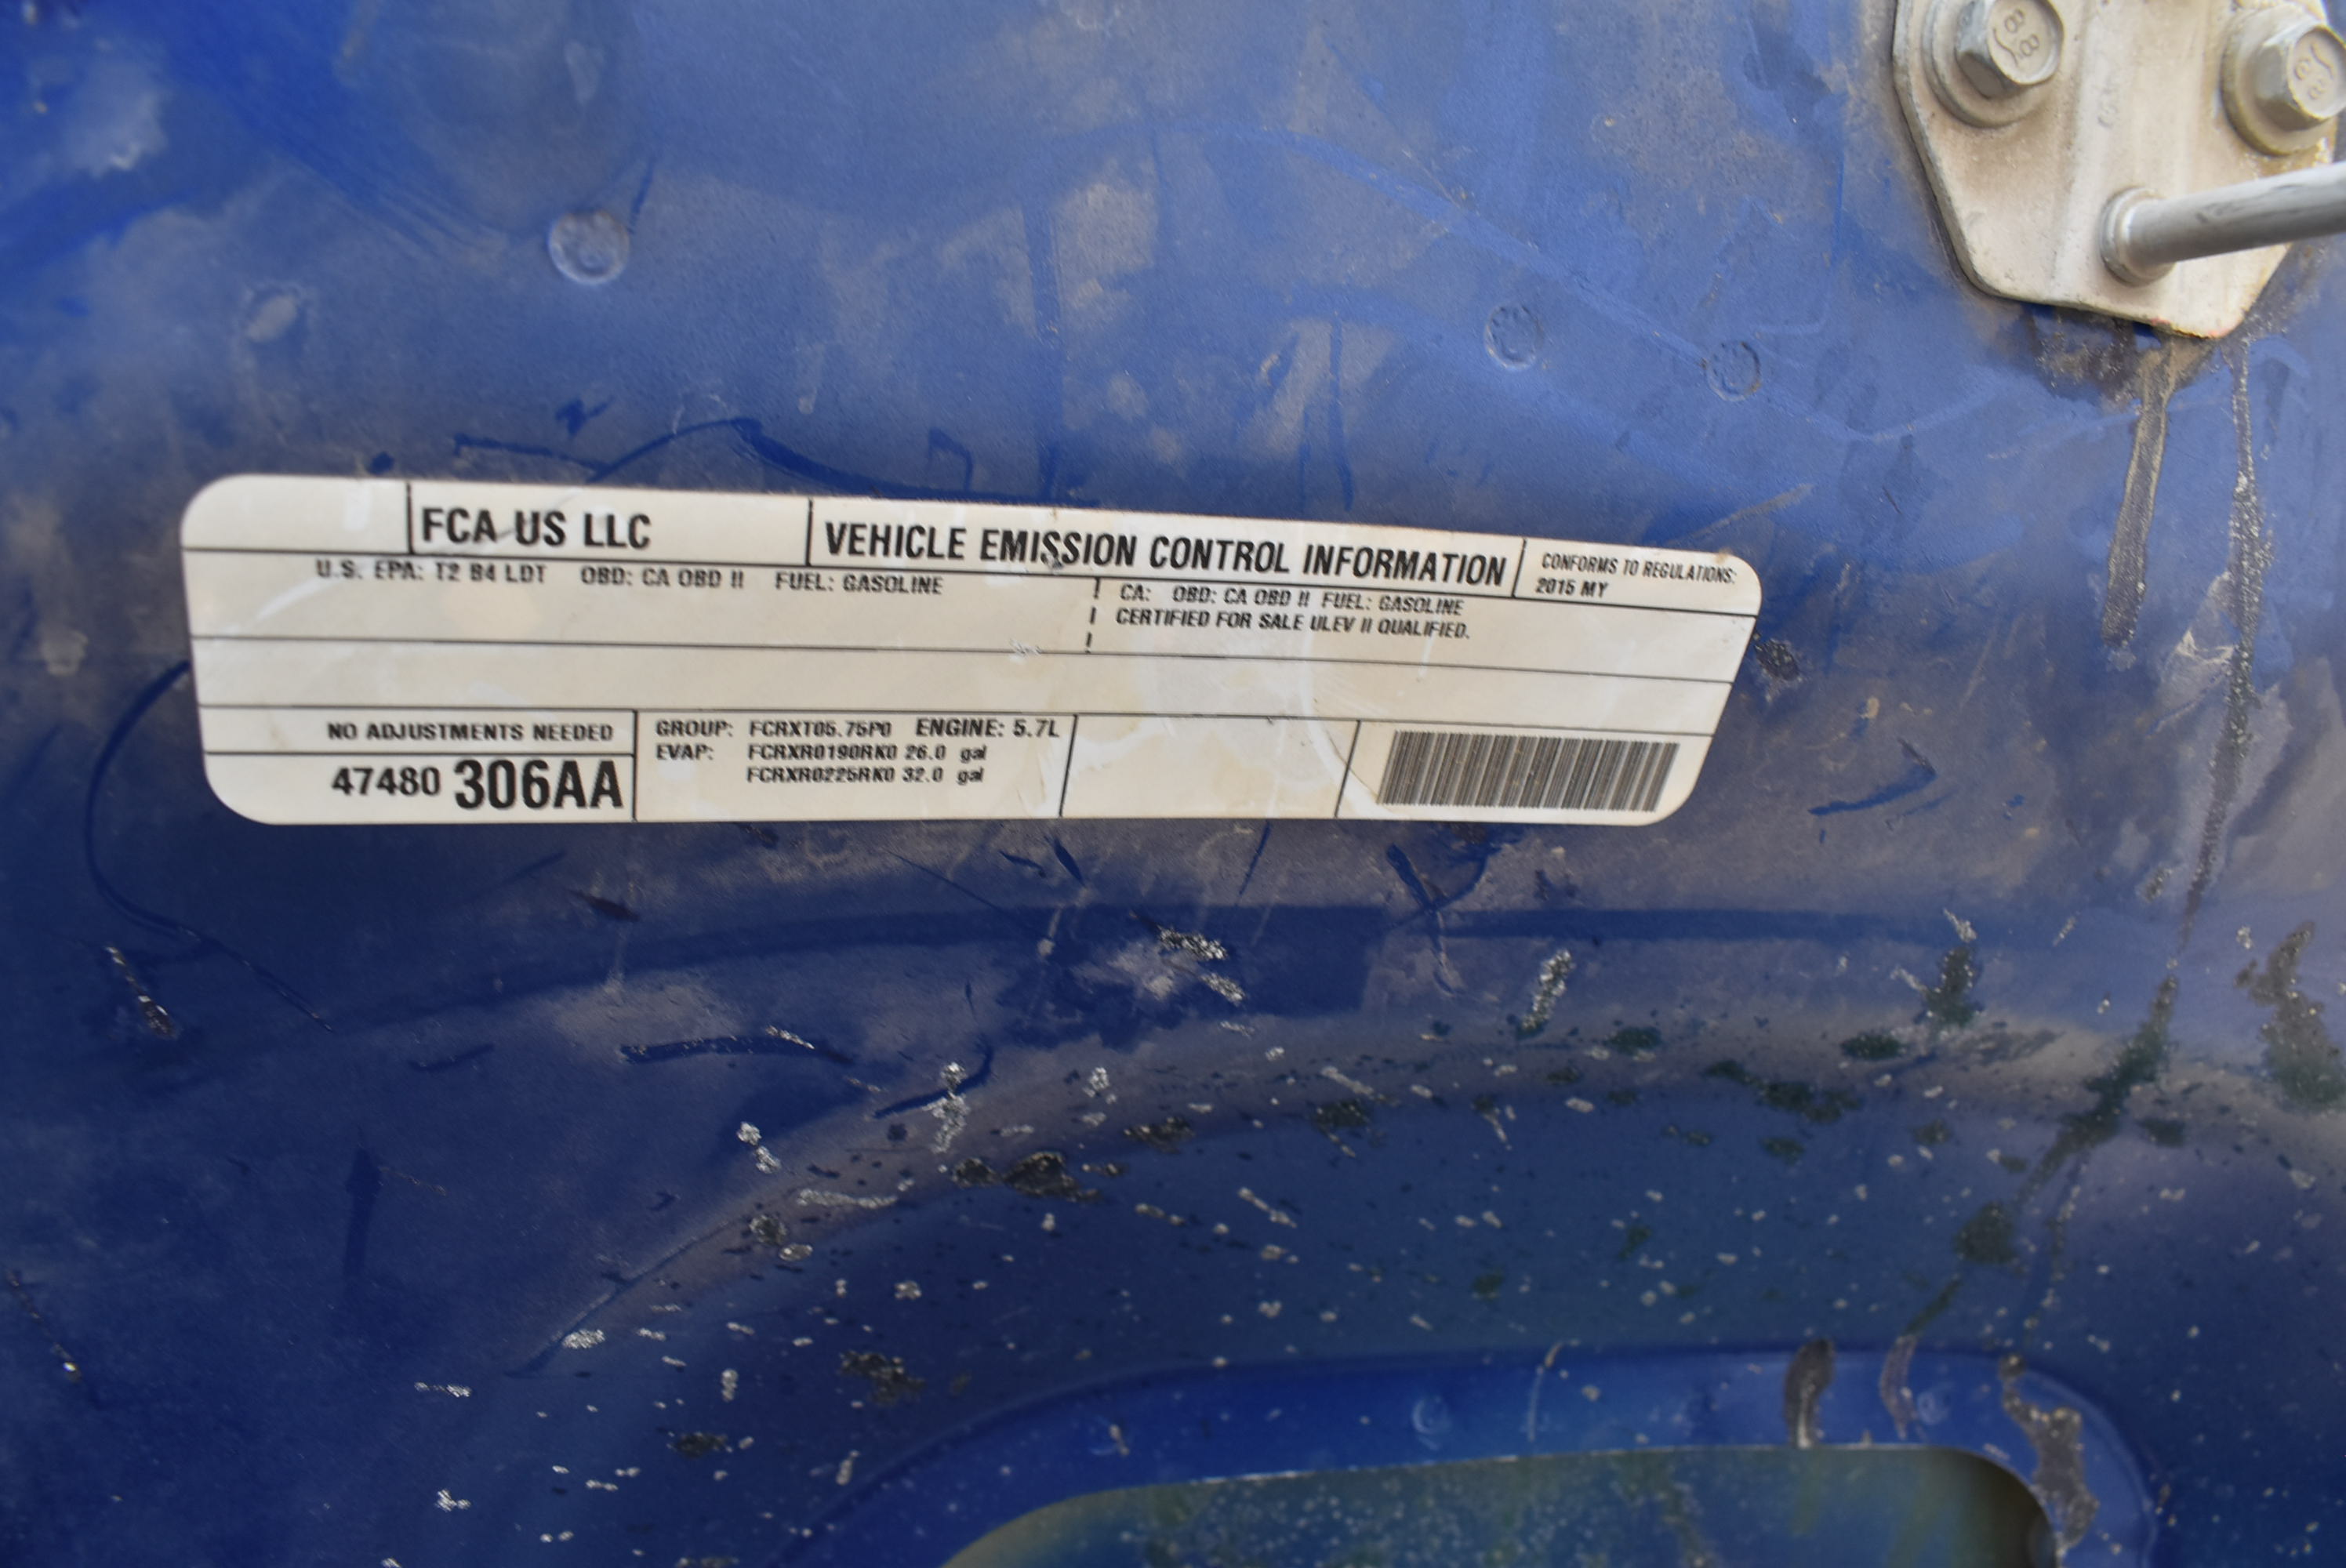 FCA US LLC
VEHICLE EMISSION CONTROL INFORMATION
CONFORMS TO REGULATIONS:
2015 MY
U.S. EPA: T2 B4 LDT OBD: CA OBD II FUEL: GASOLINE
CA: OBD: CA OBD II FUEL: GASOLINE
CERTIFIED FOR SALE ULEV II QUALIFIED.
NO ADJUSTMENTS NEEDED
47480 306AA
GROUP: FCRXT05.75P0 ENGINE: 5.7L
EVAP: FCRXR0190RK0 26.0 gal
FCRXR0225RK0 32.0 gal